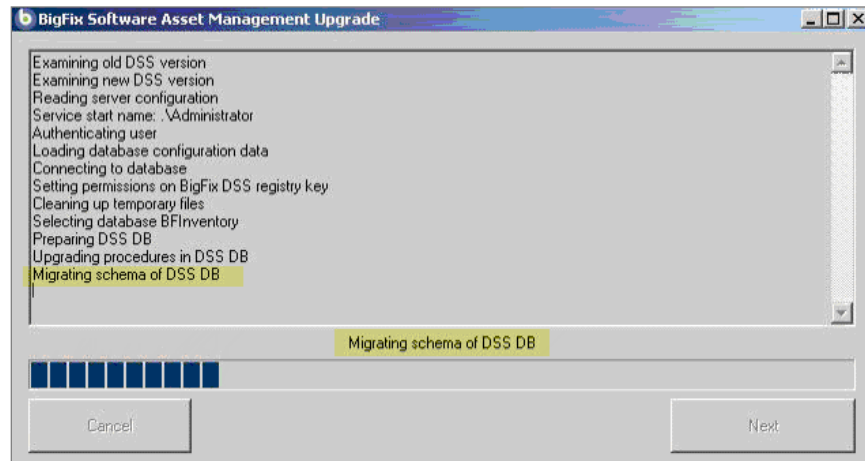 BigFix Software Asset Management Upgrade
Examining old DSS version
Examining new DSS version
Reading server configuration
Service start name: .\Administrator
Authenticating user
Loading database configuration data
Connecting to database
Setting permissions on BigFix DSS registry key
Cleaning up temporary files
Selecting database BFInventory
Preparing DSS DB
Upgrading procedures in DSS DB
Migrating schema of DSS DB
Migrating schema of DSS DB
Cancel
Next